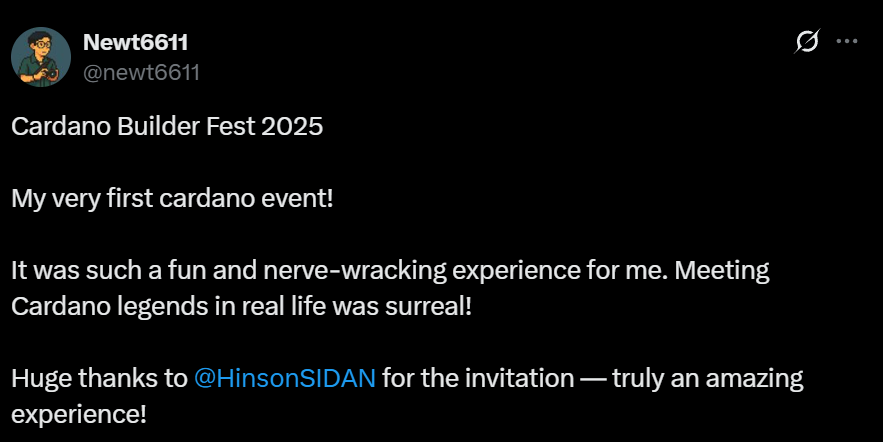 Newt6611
@newt6611
Cardano Builder Fest 2025
My very first cardano event!
It was such a fun and nerve-wracking experience for me. Meeting
Cardano legends in real life was surreal!
Huge thanks to @HinsonSIDAN for the invitation — truly an amazing
experience!